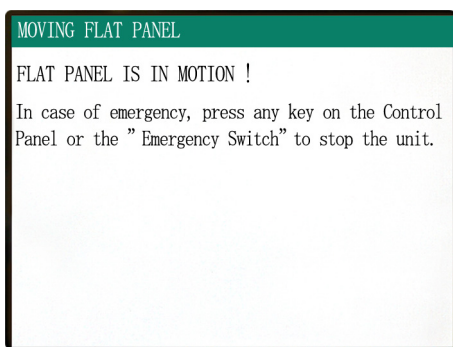 MOVING FLAT PANEL
FLAT PANEL IS IN MOTION !
In case of emergency, press any key on the Control
Panel or the ” Emergency Switch” to stop the unit.